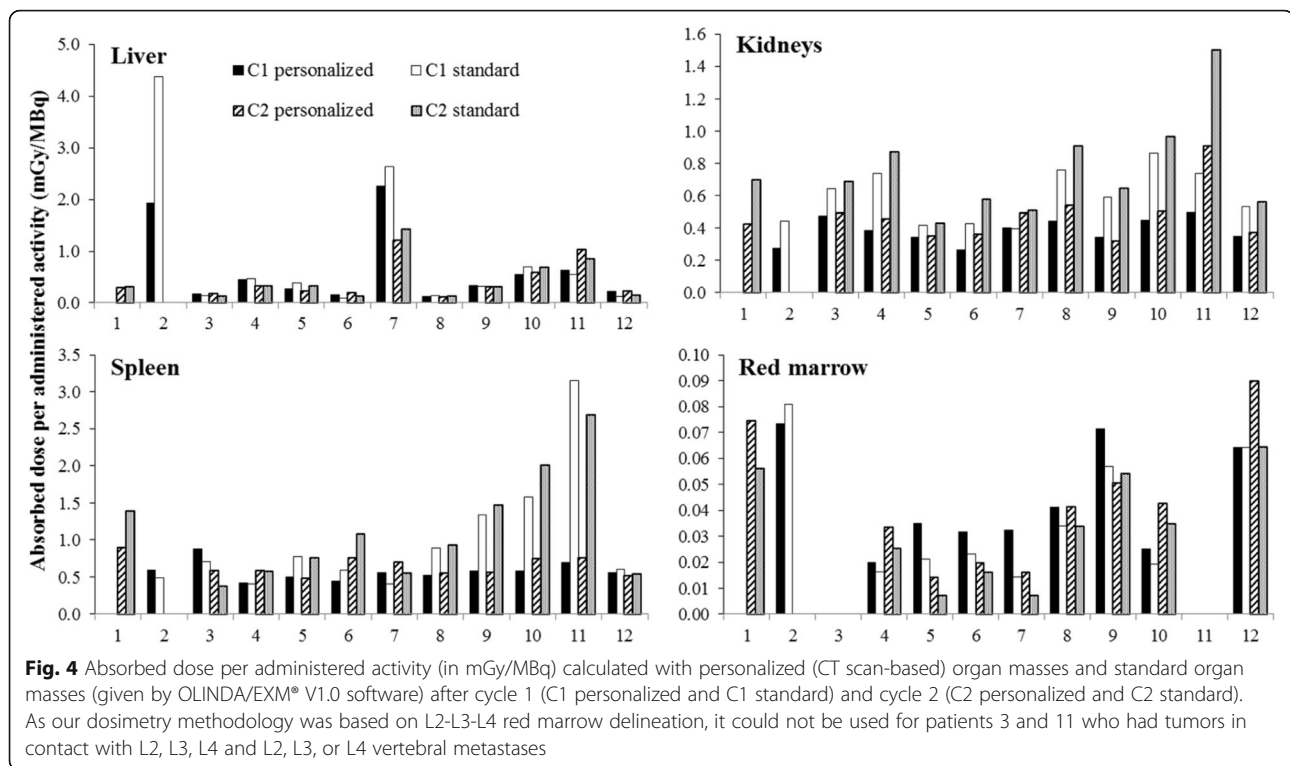 Absorbed dose per administered activity (mGy/MBq)
Liver
C1 personalized
C1 standard
C2 personalized
C2 standard
5.0
4.0
3.0
2.0
1.0
0.0
1 2 3 4 5 6 7 8 9 10 11 12
Kidneys
1.6
1.4
1.2
1.0
0.8
0.6
0.4
0.2
0.0
1 2 3 4 5 6 7 8 9 10 11 12
Spleen
3.5
3.0
2.5
2.0
1.5
1.0
0.5
0.0
1 2 3 4 5 6 7 8 9 10 11 12
Red marrow
0.10
0.09
0.08
0.07
0.06
0.05
0.04
0.03
0.02
0.01
0.00
1 2 3 4 5 6 7 8 9 10 11 12
Fig. 4 Absorbed dose per administered activity (in mGy/MBq) calculated with personalized (CT scan-based) organ masses and standard organ
masses (given by OLINDA/EXM® V1.0 software) after cycle 1 (C1 personalized and C1 standard) and cycle 2 (C2 personalized and C2 standard).
As our dosimetry methodology was based on L2-L3-L4 red marrow delineation, it could not be used for patients 3 and 11 who had tumors in
contact with L2, L3, L4 and L2, L3, or L4 vertebral metastases